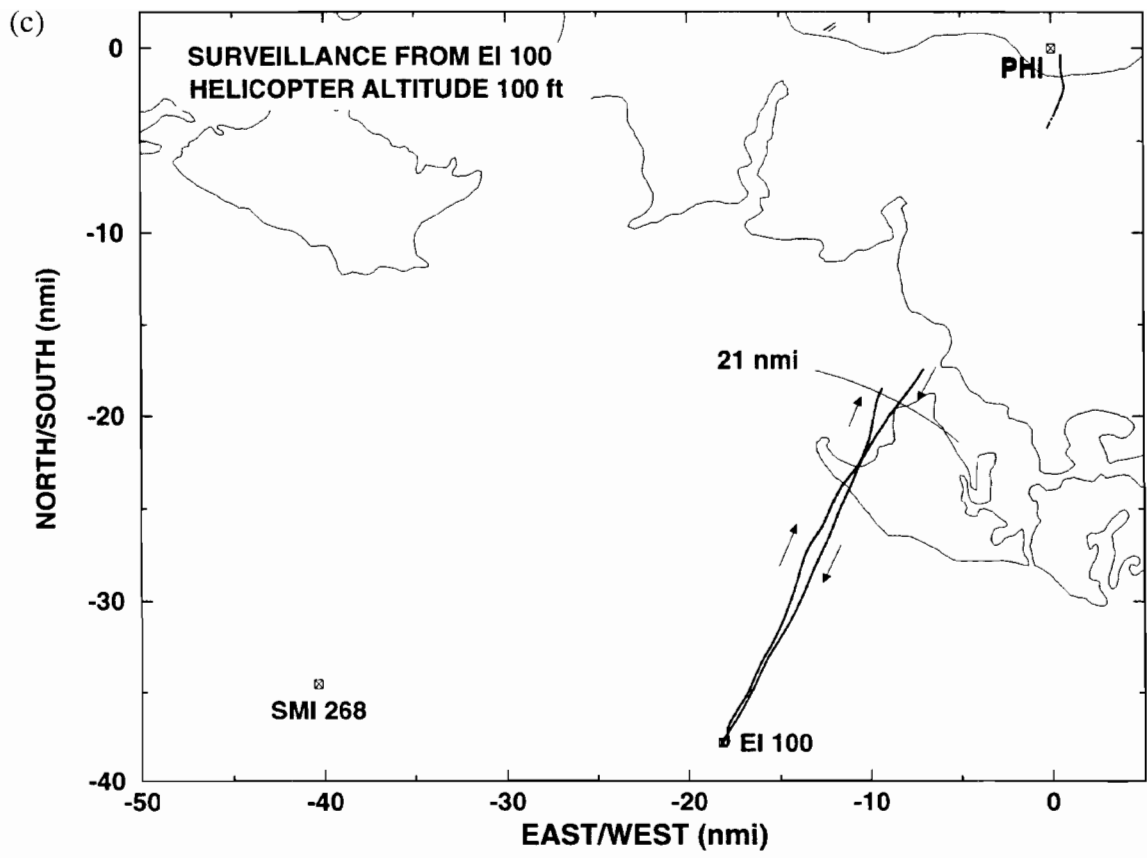 (c)
SURVEILLANCE FROM EI 100
HELICOPTER ALTITUDE 100 ft
PHI
21 nmi
SMI 268
EI 100
0
-10
-20
-30
-40
NORTH/SOUTH (nmi)
-50
-40
-30
-20
-10
0
EAST/WEST (nmi)